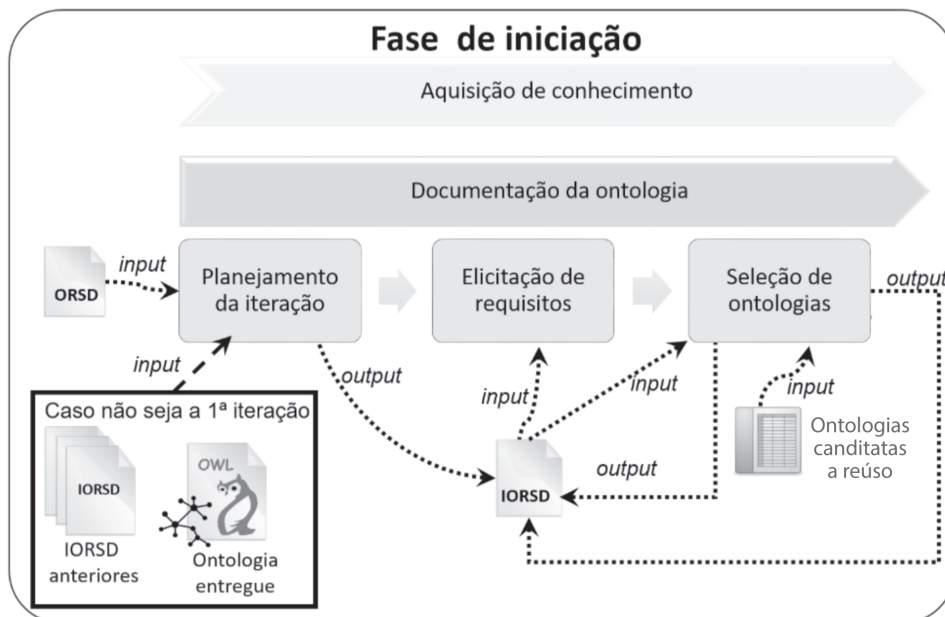 Fase de iniciação
Aquisição de conhecimento
Documentação da ontologia
input
ORSD
Planejamento
da iteração
Elicitação de
requisitos
Seleção de
ontologias
output
input
output
input
input
input
Caso não seja a 1ª iteração
IORSD
IORSD
anteriores
OWL
Ontologia
entregue
IORSD
output
Ontologias
canditatas
a reúso